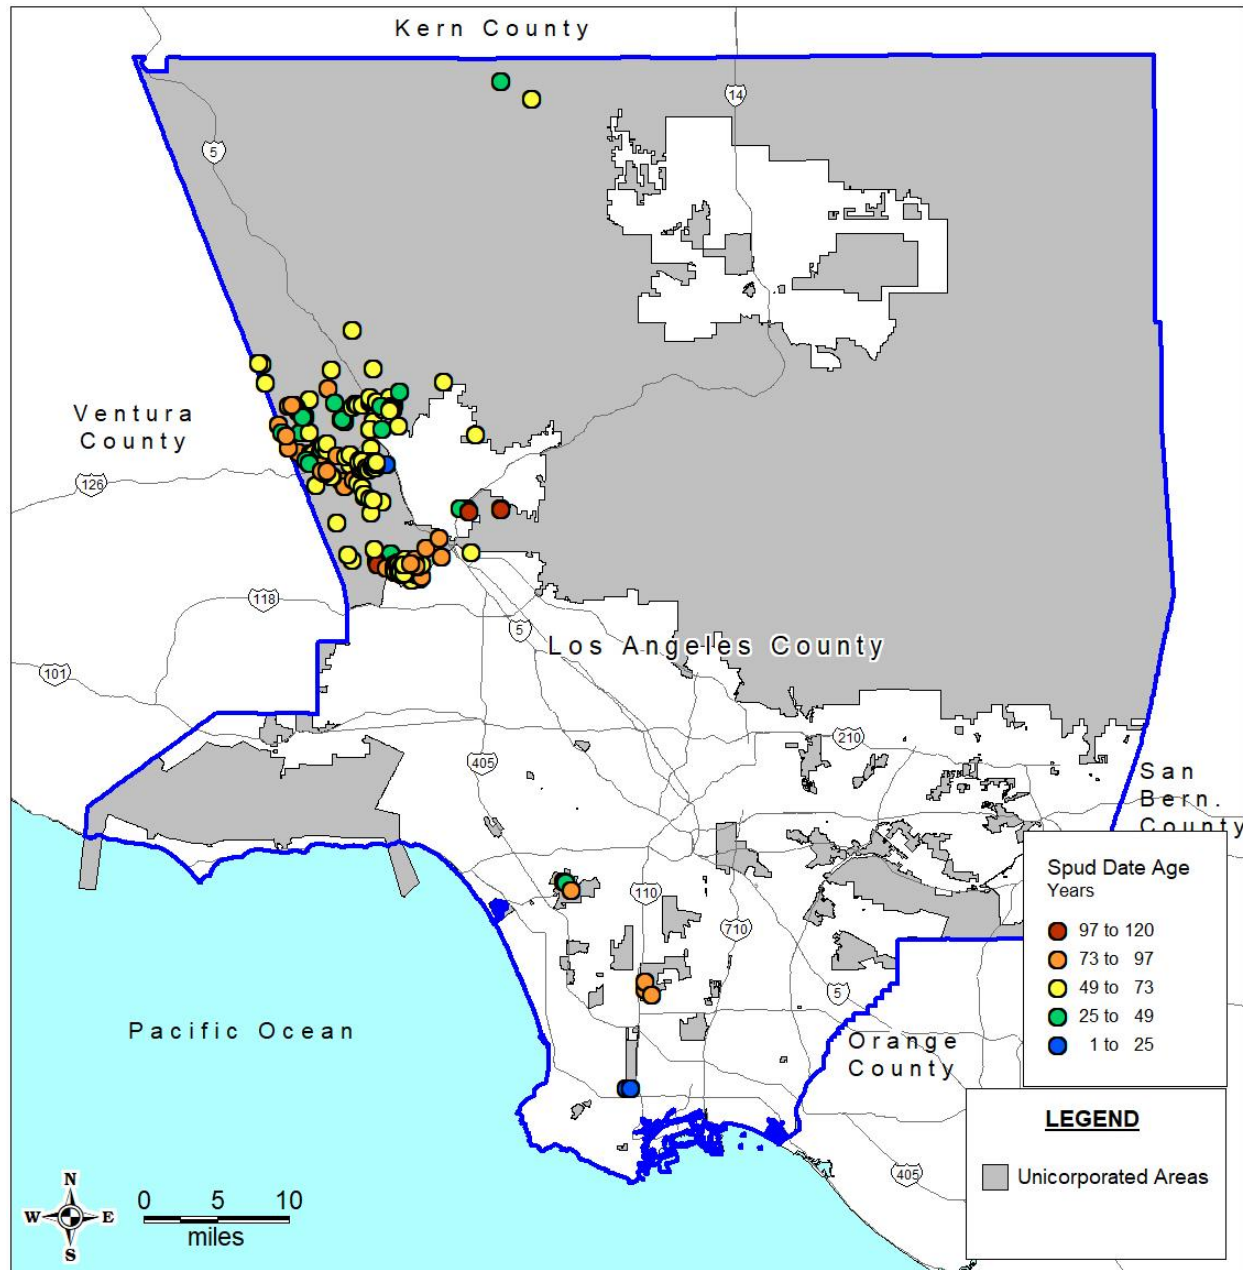 Kern County
14
5
Ventura
County
126
118
5
Los Angeles County
101
210
405
San
Bern.
County
Spud Date Age
Years
97 to 120
73 to 97
49 to 73
25 to 49
1 to 25
110
710
5
Pacific Ocean
Orange
County
LEGEND
Unicorporated Areas
405
N
W
E
S
0 5 10
miles